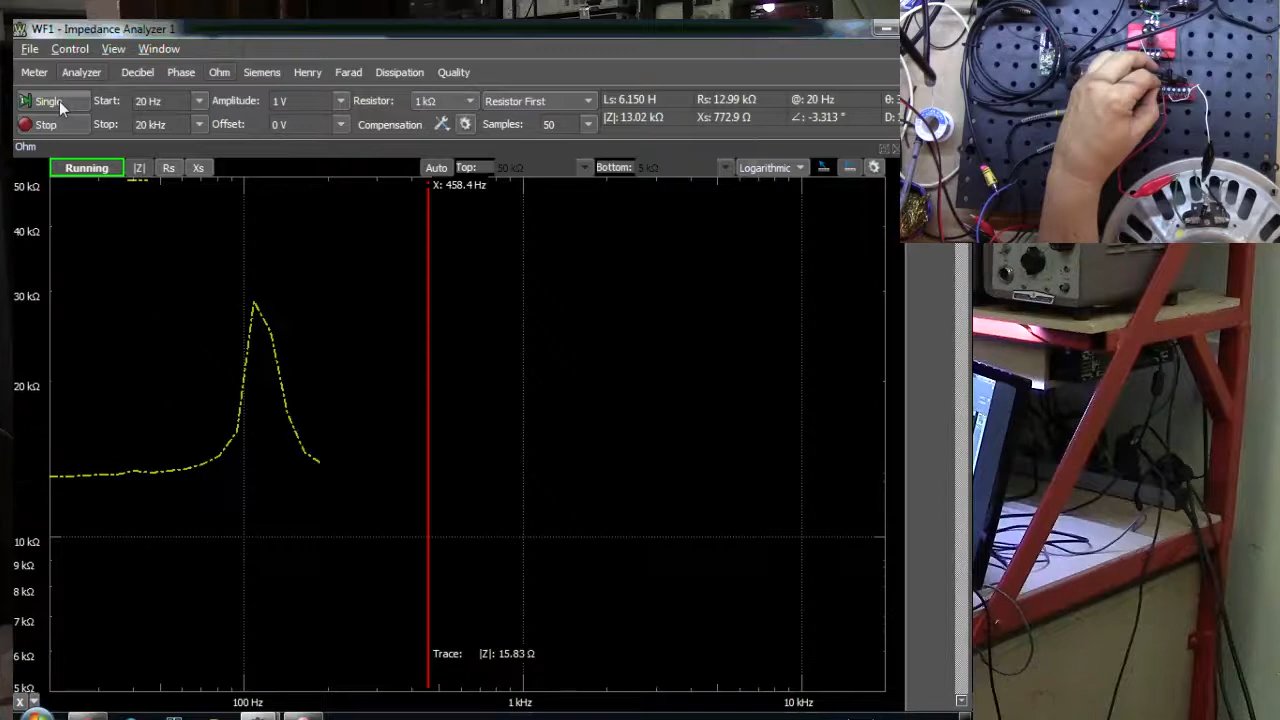 WF1 - Impedance Analyzer 1
File Control View Window
Meter Analyzer Decibel Phase Ohm Siemens Henry Farad Dissipation Quality
Single Start: 20 Hz Amplitude: 1 V Resistor: 1 kΩ Resistor First Ls: 6.150 H Rs: 12.99 kΩ @: 20 Hz θ:
Stop Stop: 20 kHz Offset: 0 V Compensation Samples: 50 |Z|: 13.02 kΩ Xs: 772.9 Ω ∠: -3.313 ° D:
Ohm
Running |Z| Rs Xs Auto Top: 50 kΩ Bottom: 5 kΩ Logarithmic
50 kΩ
X: 458.4 Hz
40 kΩ
30 kΩ
20 kΩ
10 kΩ
9 kΩ
8 kΩ
7 kΩ
6 kΩ
Trace: |Z|: 15.83 Ω
5 kΩ
X 100 Hz 1 kHz 10 kHz